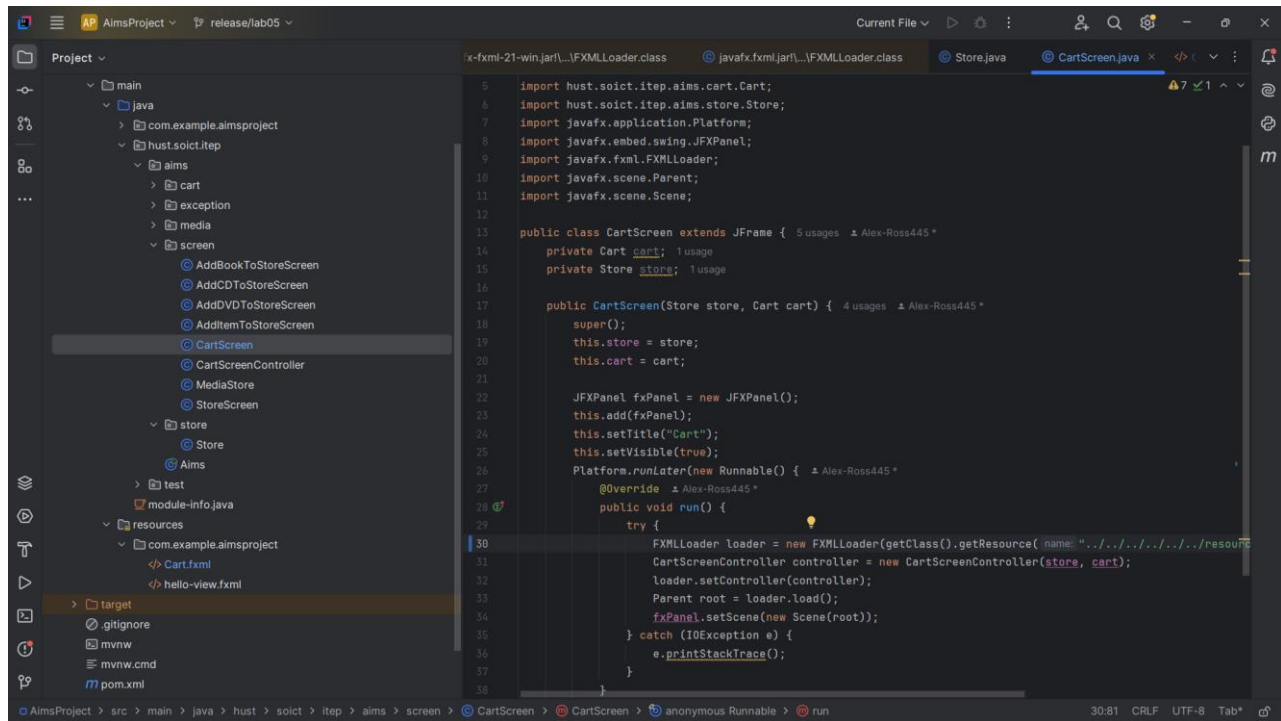 AP AimsProject release/lab05 Current File
Project
main
java
com.example.aimsproject
hust.soict.itep
aims
cart
exception
media
screen
AddBookToStoreScreen
AddCDToStoreScreen
AddDVDToStoreScreen
AddItemToStoreScreen
CartScreen
CartScreenController
MediaStore
StoreScreen
store
Store
Aims
test
module-info.java
resources
com.example.aimsproject
Cart.fxml
hello-view.fxml
target
.gitignore
mvnw
mvnw.cmd
pom.xml
fx-fxml-21-win.jar!\...\FXMLLoader.class javafx.fxml.jar!\...\FXMLLoader.class Store.java CartScreen.java
7 1
5 import hust.soict.itep.aims.cart.Cart;
6 import hust.soict.itep.aims.store.Store;
7 import javafx.application.Platform;
8 import javafx.embed.swing.JFXPanel;
9 import javafx.fxml.FXMLLoader;
10 import javafx.scene.Parent;
11 import javafx.scene.Scene;
12
13 public class CartScreen extends JFrame { 5 usages Alex-Ross445 *
14 private Cart cart; 1 usage
15 private Store store; 1 usage
16
17 public CartScreen(Store store, Cart cart) { 4 usages Alex-Ross445 *
18 super();
19 this.store = store;
20 this.cart = cart;
21
22 JFXPanel fxPanel = new JFXPanel();
23 this.add(fxPanel);
24 this.setTitle("Cart");
25 this.setVisible(true);
26 Platform.runLater(new Runnable() { Alex-Ross445 *
27 @Override Alex-Ross445 *
28 public void run() {
29 try {
30 FXMLLoader loader = new FXMLLoader(getClass().getResource( name: "../../../../../../resourc
31 CartScreenController controller = new CartScreenController(store, cart);
32 loader.setController(controller);
33 Parent root = loader.load();
34 fxPanel.setScene(new Scene(root));
35 } catch (IOException e) {
36 e.printStackTrace();
37 }
38 }
AimsProject > src > main > java > hust > soict > itep > aims > screen > CartScreen > CartScreen > anonymous Runnable > run 30:81 CRLF UTF-8 Tab*